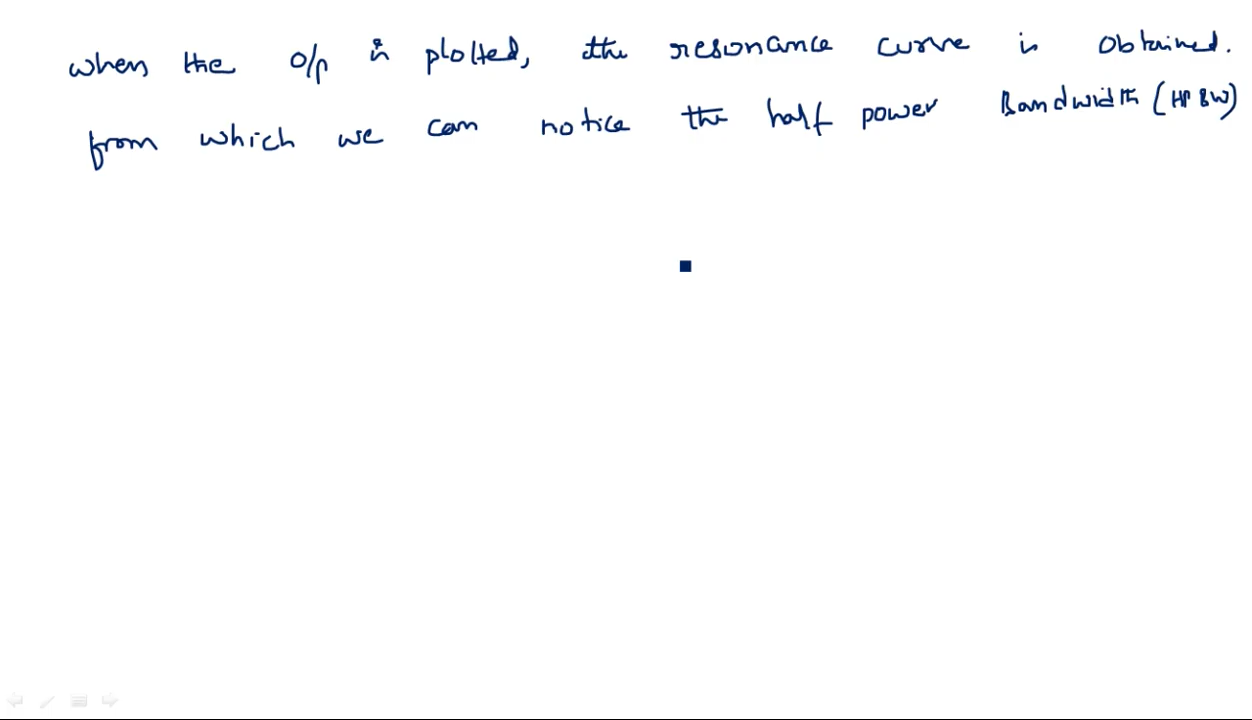 when the o/p is plotted, the resonance curve is obtained.
from which we can notice the half power Bandwidth (HPBW)